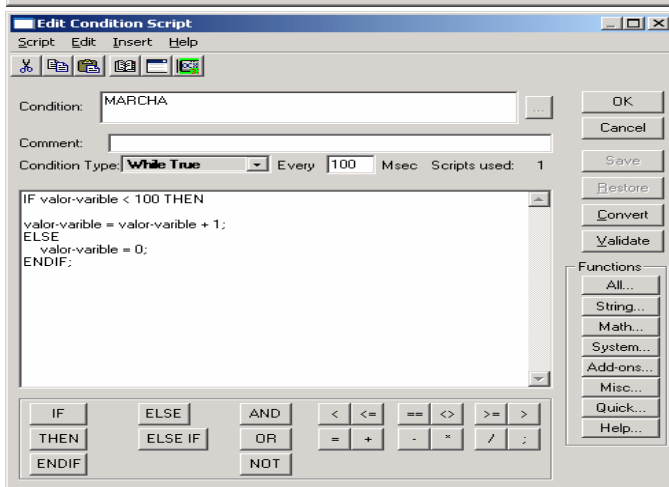 Edit Condition Script
Script Edit Insert Help
Condition: MARCHA ... OK
Cancel
Comment:
Condition Type: While True Every 100 Msec Scripts used: 1 Save
Restore
IF valor-varible < 100 THEN
Convert
valor-varible = valor-varible + 1;
ELSE
Validate
valor-varible = 0;
ENDIF;
Functions
All...
String...
Math...
System...
Add-ons...
Misc...
Quick...
Help...
IF ELSE AND < <= == <> >= >
THEN ELSE IF OR = + - * / ;
ENDIF NOT